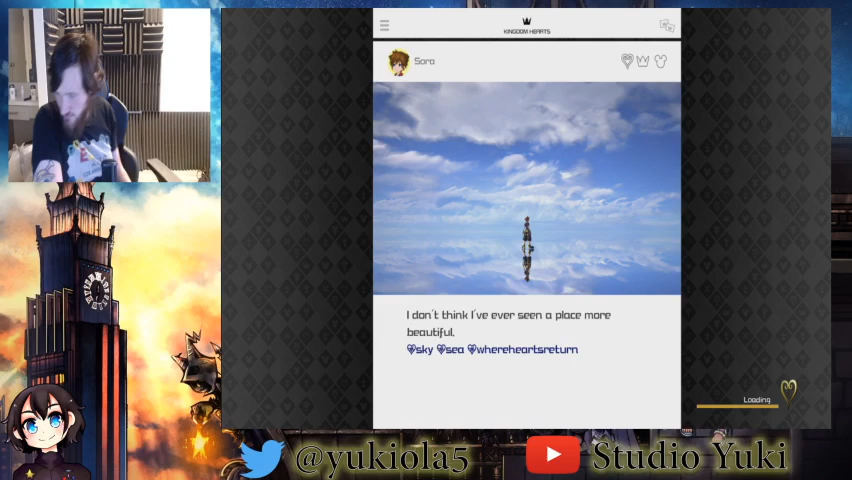 KINGDOM HEARTS
Sora
I don't think I've ever seen a place more
beautiful.
sky sea whereheartsreturn
Loading
@yukiola5
Studio Yuki